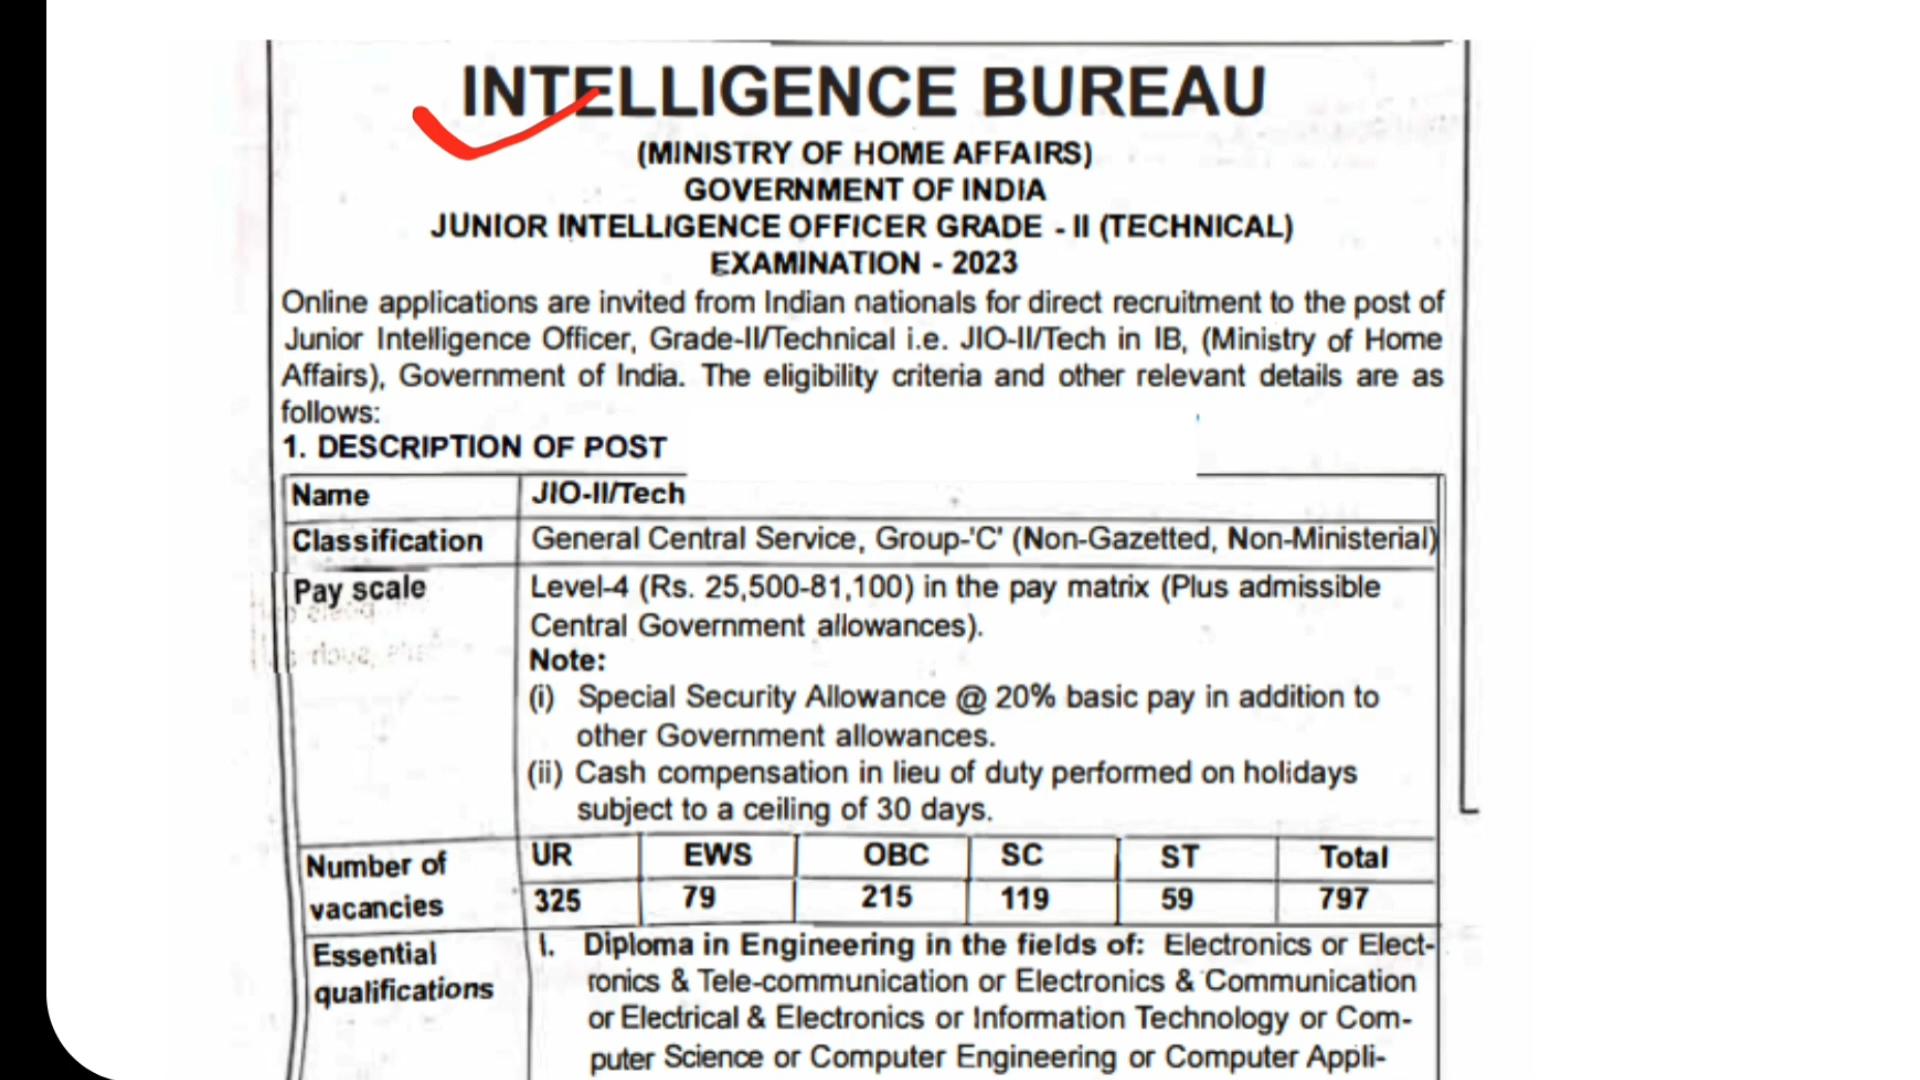 INTELLIGENCE BUREAU
(MINISTRY OF HOME AFFAIRS)
GOVERNMENT OF INDIA
JUNIOR INTELLIGENCE OFFICER GRADE - II (TECHNICAL)
EXAMINATION - 2023
Online applications are invited from Indian nationals for direct recruitment to the post of
Junior Intelligence Officer, Grade-II/Technical i.e. JIO-II/Tech in IB, (Ministry of Home
Affairs), Government of India. The eligibility criteria and other relevant details are as
follows:
1. DESCRIPTION OF POST
Name JIO-II/Tech
Classification General Central Service, Group-'C' (Non-Gazetted, Non-Ministerial)
Pay scale Level-4 (Rs. 25,500-81,100) in the pay matrix (Plus admissible
Central Government allowances).
Note:
(i) Special Security Allowance @ 20% basic pay in addition to
other Government allowances.
(ii) Cash compensation in lieu of duty performed on holidays
subject to a ceiling of 30 days.
Number of vacancies UR EWS OBC SC ST Total
325 79 215 119 59 797
Essential qualifications I. Diploma in Engineering in the fields of: Electronics or Elect-
ronics & Tele-communication or Electronics & Communication
or Electrical & Electronics or Information Technology or Com-
puter Science or Computer Engineering or Computer Appli-